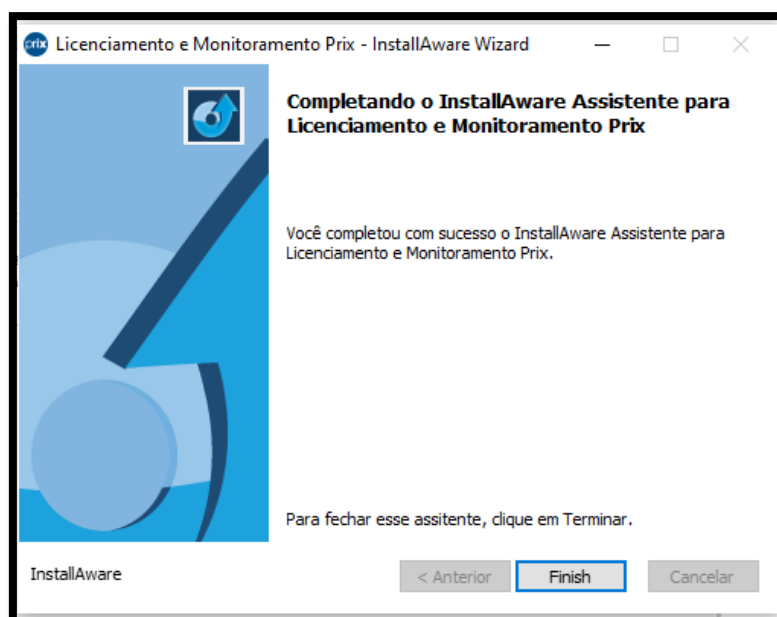 prix Licenciamento e Monitoramento Prix - InstallAware Wizard
Completando o InstallAware Assistente para
Licenciamento e Monitoramento Prix
Você completou com sucesso o InstallAware Assistente para
Licenciamento e Monitoramento Prix.
Para fechar esse assitente, clique em Terminar.
InstallAware
< Anterior Finish Cancelar